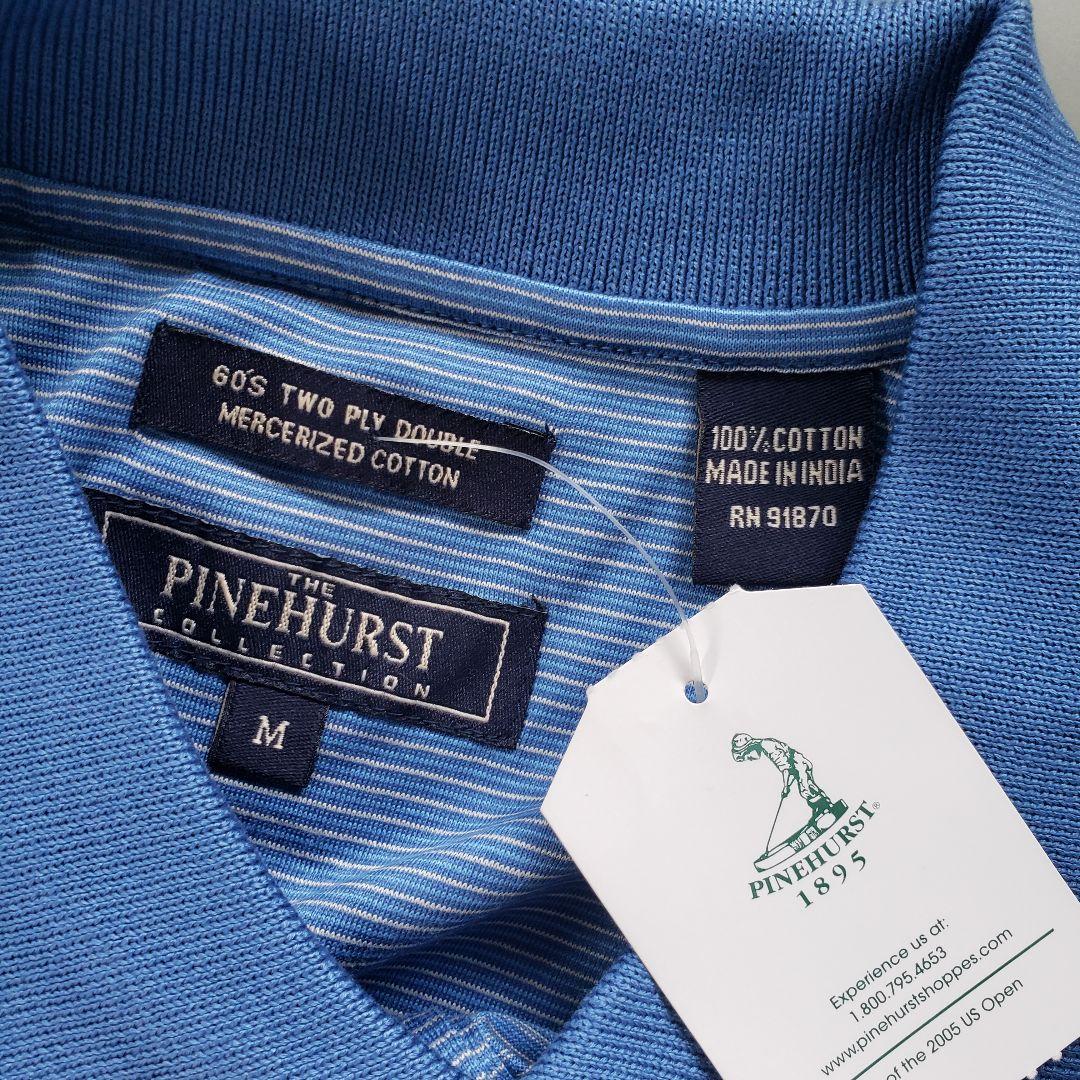 60'S TWO PLY DOUBLE
MERCERIZED COTTON
THE
PINEHURST
COLLECTION
M
100% COTTON
MADE IN INDIA
RN 91870
PINEHURST®
1895
Experience us at:
1.800.795.4653
www.pinehurstshoppes.com
of the 2005 US Open